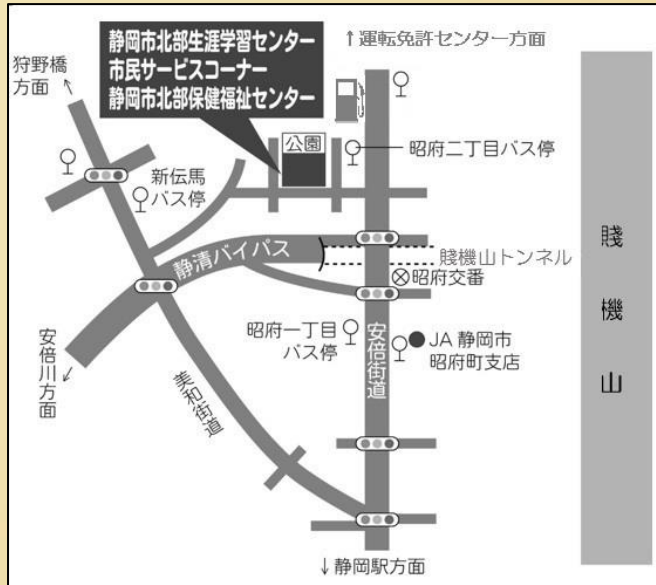 静岡市北部生涯学習センター
市民サービスコーナー
静岡市北部保健福祉センター
↑運転免許センター方面
狩野橋
方面
公園
昭府二丁目バス停
新伝馬
バス停
静清バイパス
賤機山トンネル
昭府交番
安倍川方面
昭府一丁目
バス停
安倍街道
JA 静岡市
昭府町支店
美和街道
賤機山
↓静岡駅方面